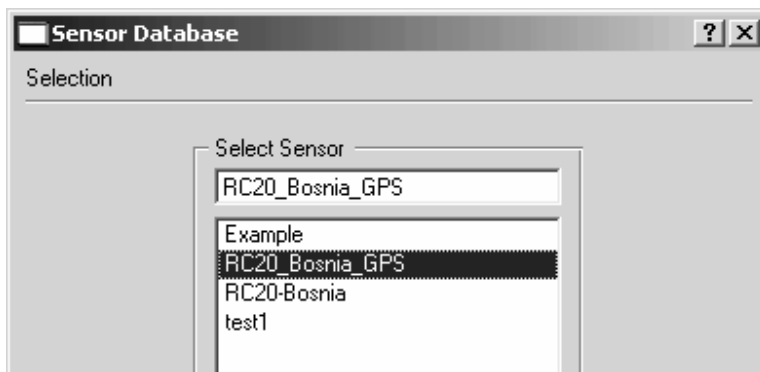 Sensor Database
Selection
Select Sensor
RC20_Bosnia_GPS
Example
RC20_Bosnia_GPS
RC20-Bosnia
test1